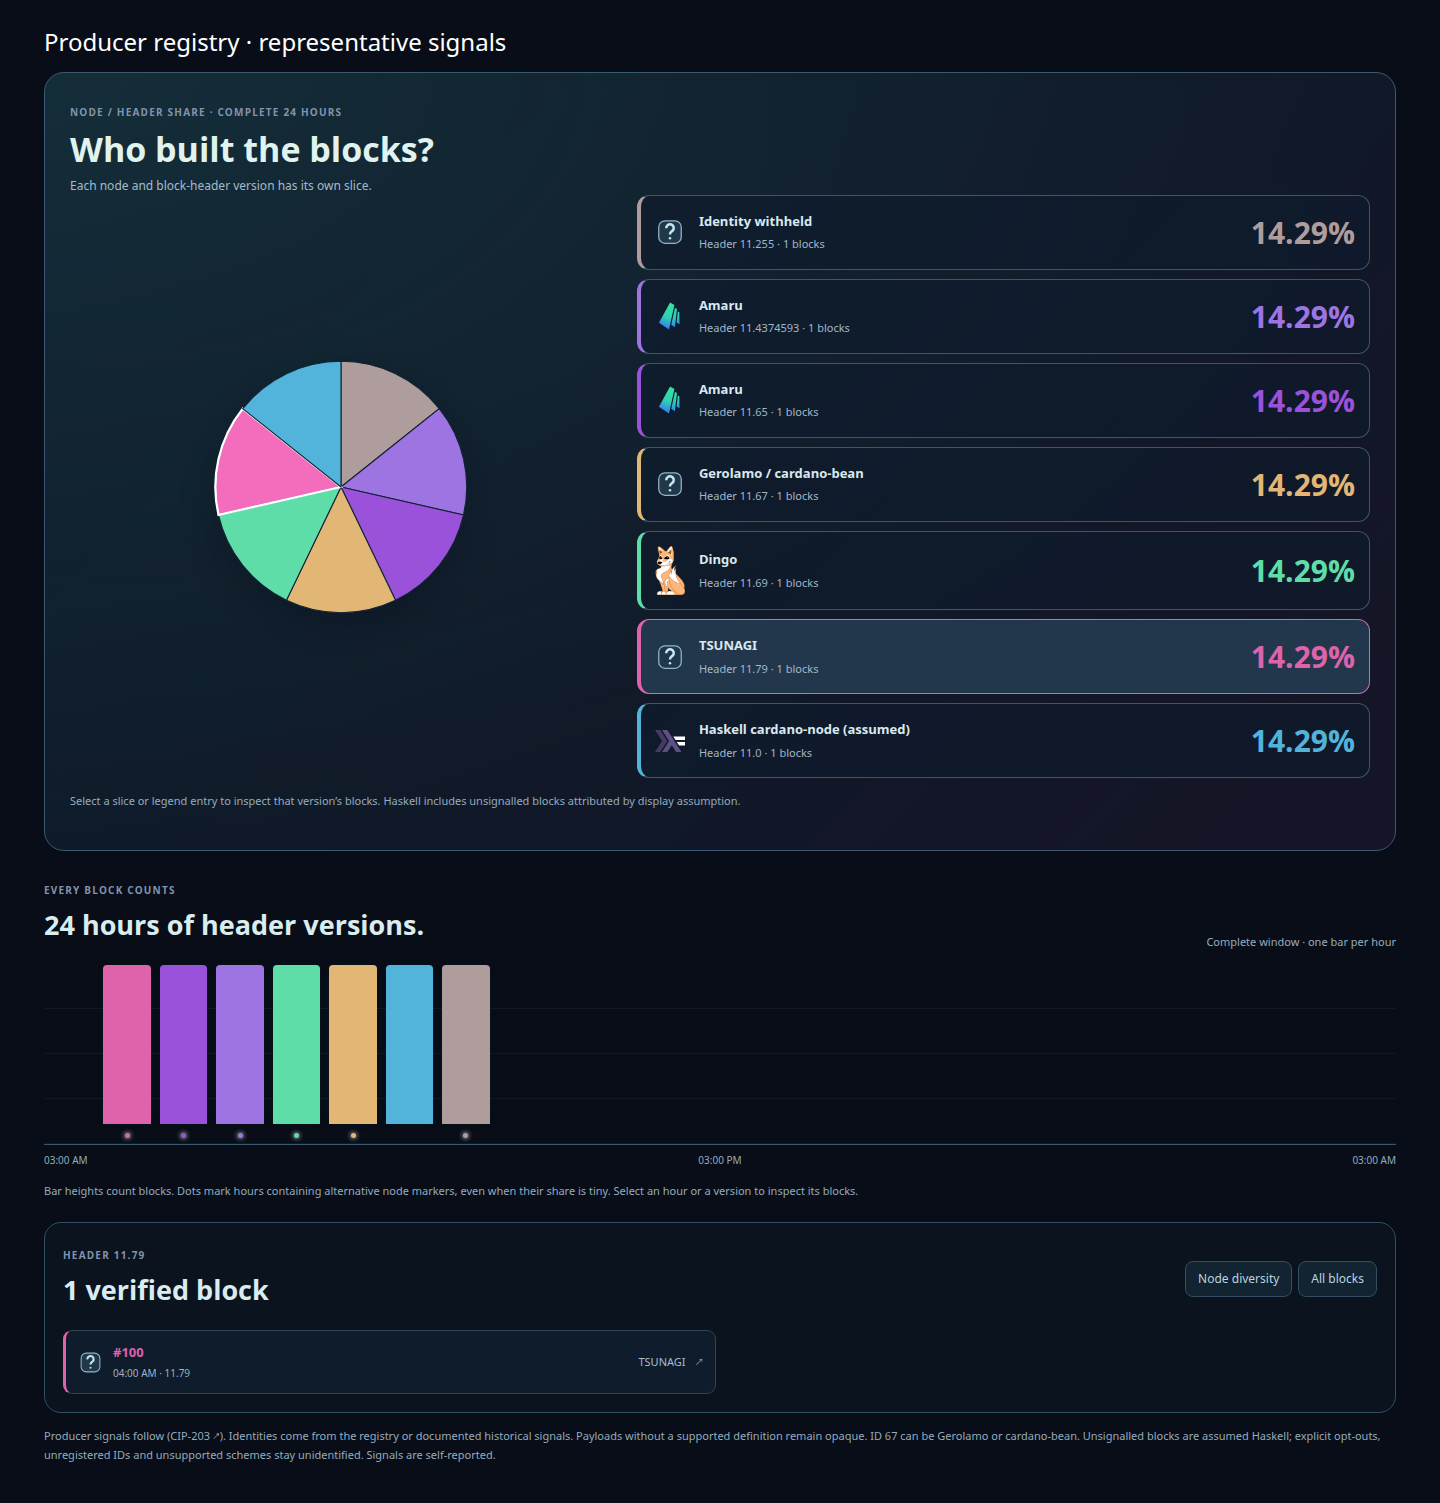 Producer registry · representative signals
NODE / HEADER SHARE · COMPLETE 24 HOURS
Who built the blocks?
Each node and block-header version has its own slice.
Identity withheld
Header 11.255 · 1 blocks
14.29%
Amaru
Header 11.4374593 · 1 blocks
14.29%
Amaru
Header 11.65 · 1 blocks
14.29%
Gerolamo / cardano-bean
Header 11.67 · 1 blocks
14.29%
Dingo
Header 11.69 · 1 blocks
14.29%
TSUNAGI
Header 11.79 · 1 blocks
14.29%
Haskell cardano-node (assumed)
Header 11.0 · 1 blocks
14.29%
Select a slice or legend entry to inspect that version’s blocks. Haskell includes unsignalled blocks attributed by display assumption.
EVERY BLOCK COUNTS
24 hours of header versions.
Complete window · one bar per hour
03:00 AM
03:00 PM
03:00 AM
Bar heights count blocks. Dots mark hours containing alternative node markers, even when their share is tiny. Select an hour or a version to inspect its blocks.
HEADER 11.79
1 verified block
Node diversity
All blocks
#100
04:00 AM · 11.79
TSUNAGI ↗
Producer signals follow (CIP-203 ↗). Identities come from the registry or documented historical signals. Payloads without a supported definition remain opaque. ID 67 can be Gerolamo or cardano-bean. Unsignalled blocks are assumed Haskell; explicit opt-outs,
unregistered IDs and unsupported schemes stay unidentified. Signals are self-reported.